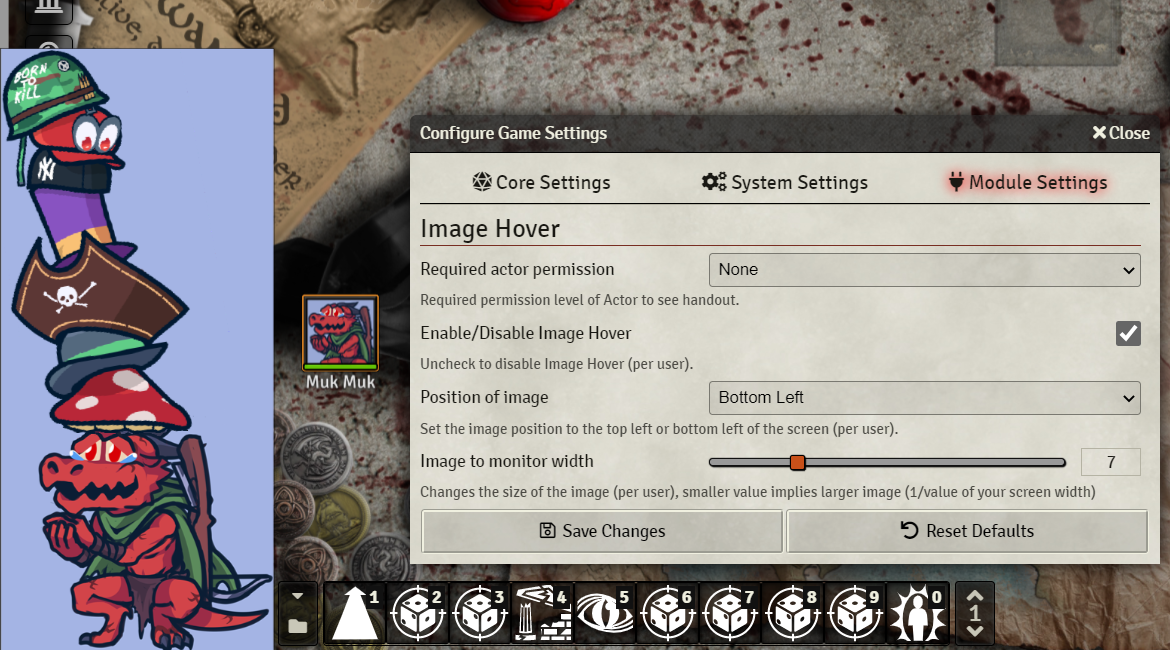 BORN
TO
KILL
NY
Configure Game Settings
Close
Core Settings
System Settings
Module Settings
Image Hover
Required actor permission
None
Required permission level of Actor to see handout.
Enable/Disable Image Hover
Uncheck to disable Image Hover (per user).
Position of image
Bottom Left
Set the image position to the top left or bottom left of the screen (per user).
Image to monitor width
7
Changes the size of the image (per user), smaller value implies larger image (1/value of your screen width)
Save Changes
Reset Defaults
Muk Muk
1
2
3
4
5
6
7
8
9
0
1